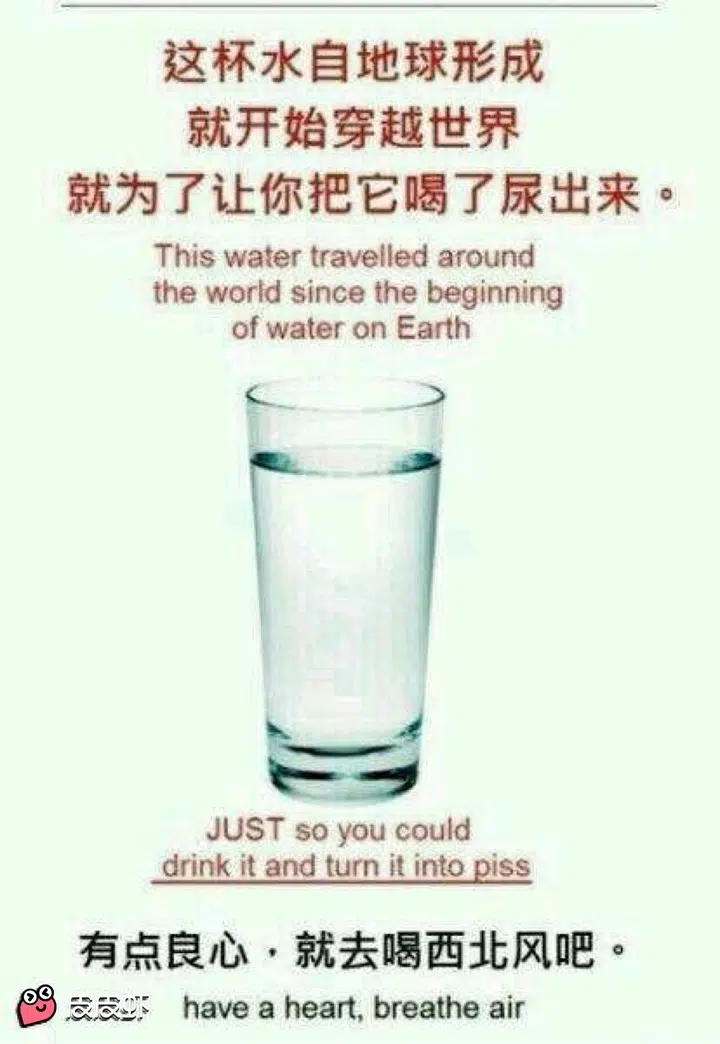 这杯水自地球形成
就开始穿越世界
就为了让你把它喝了尿出来。
This water travelled around
the world since the beginning
of water on Earth
JUST so you could
drink it and turn it into piss
有点良心，就去喝西北风吧。
皮皮虾
have a heart, breathe air